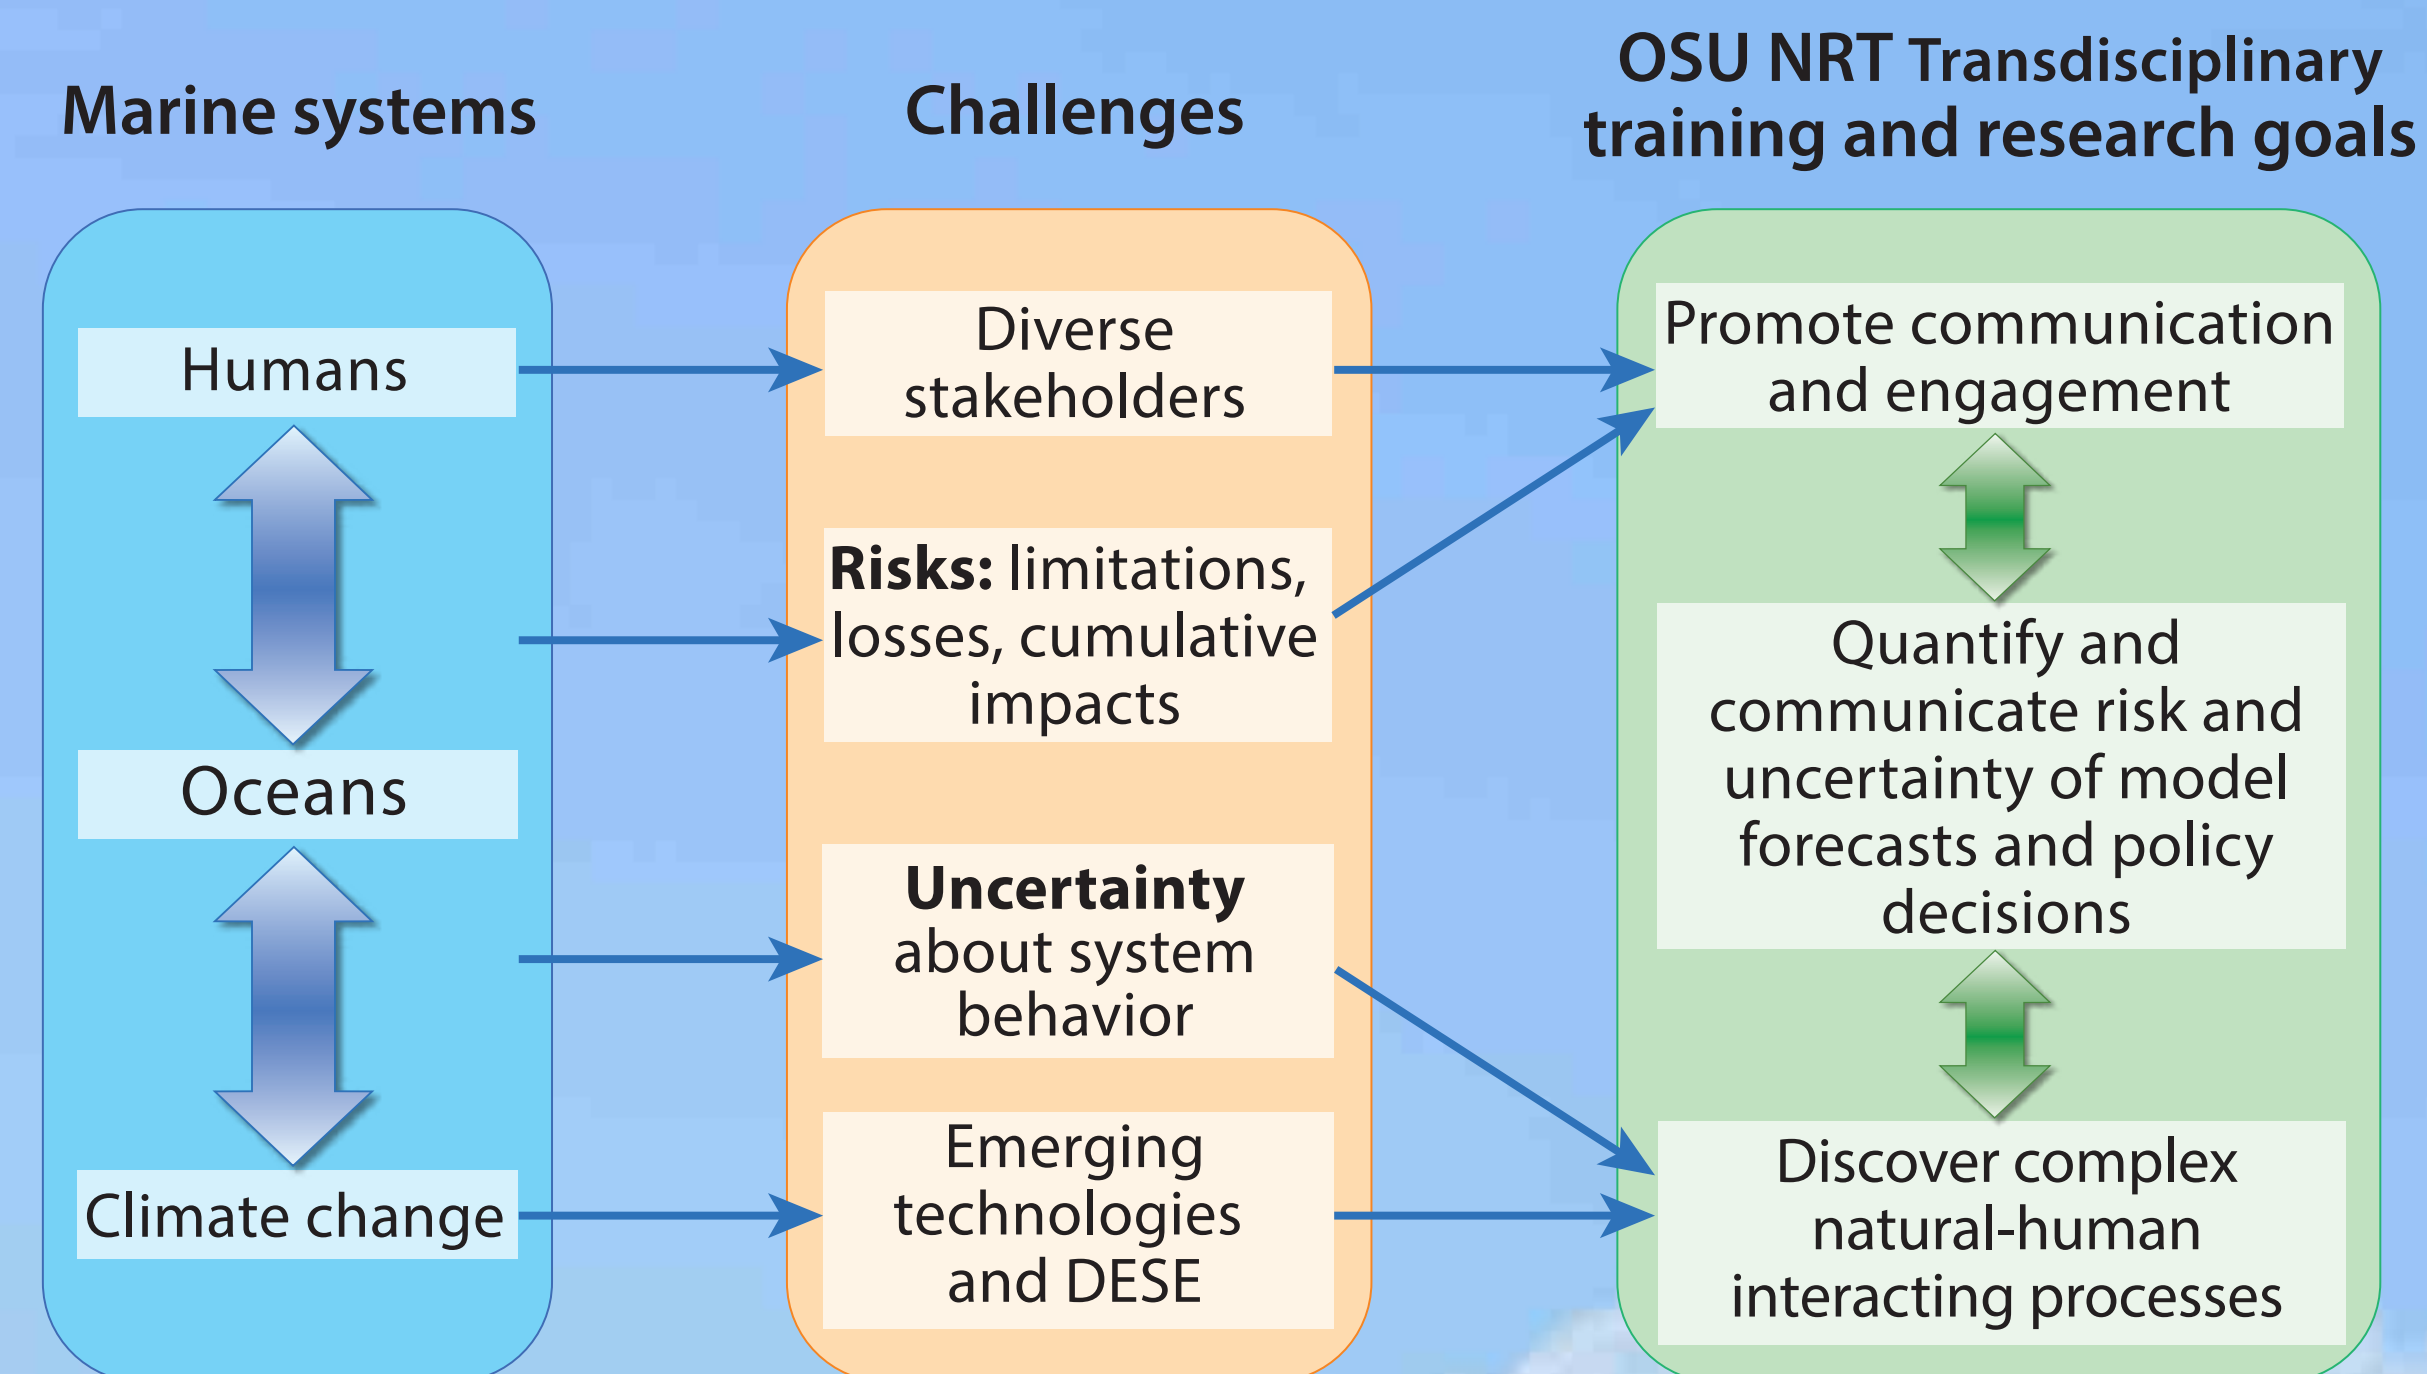 Marine systems
Humans
Oceans
Climate change
Challenges
Diverse
stakeholders
Risks: limitations,
losses, cumulative
impacts
Uncertainty
about system
behavior
Emerging
technologies
and DESE
OSU NRT Transdisciplinary
training and research goals
Promote communication
and engagement
Quantify and
communicate risk and
uncertainty of model
forecasts and policy
decisions
Discover complex
natural-human
interacting processes